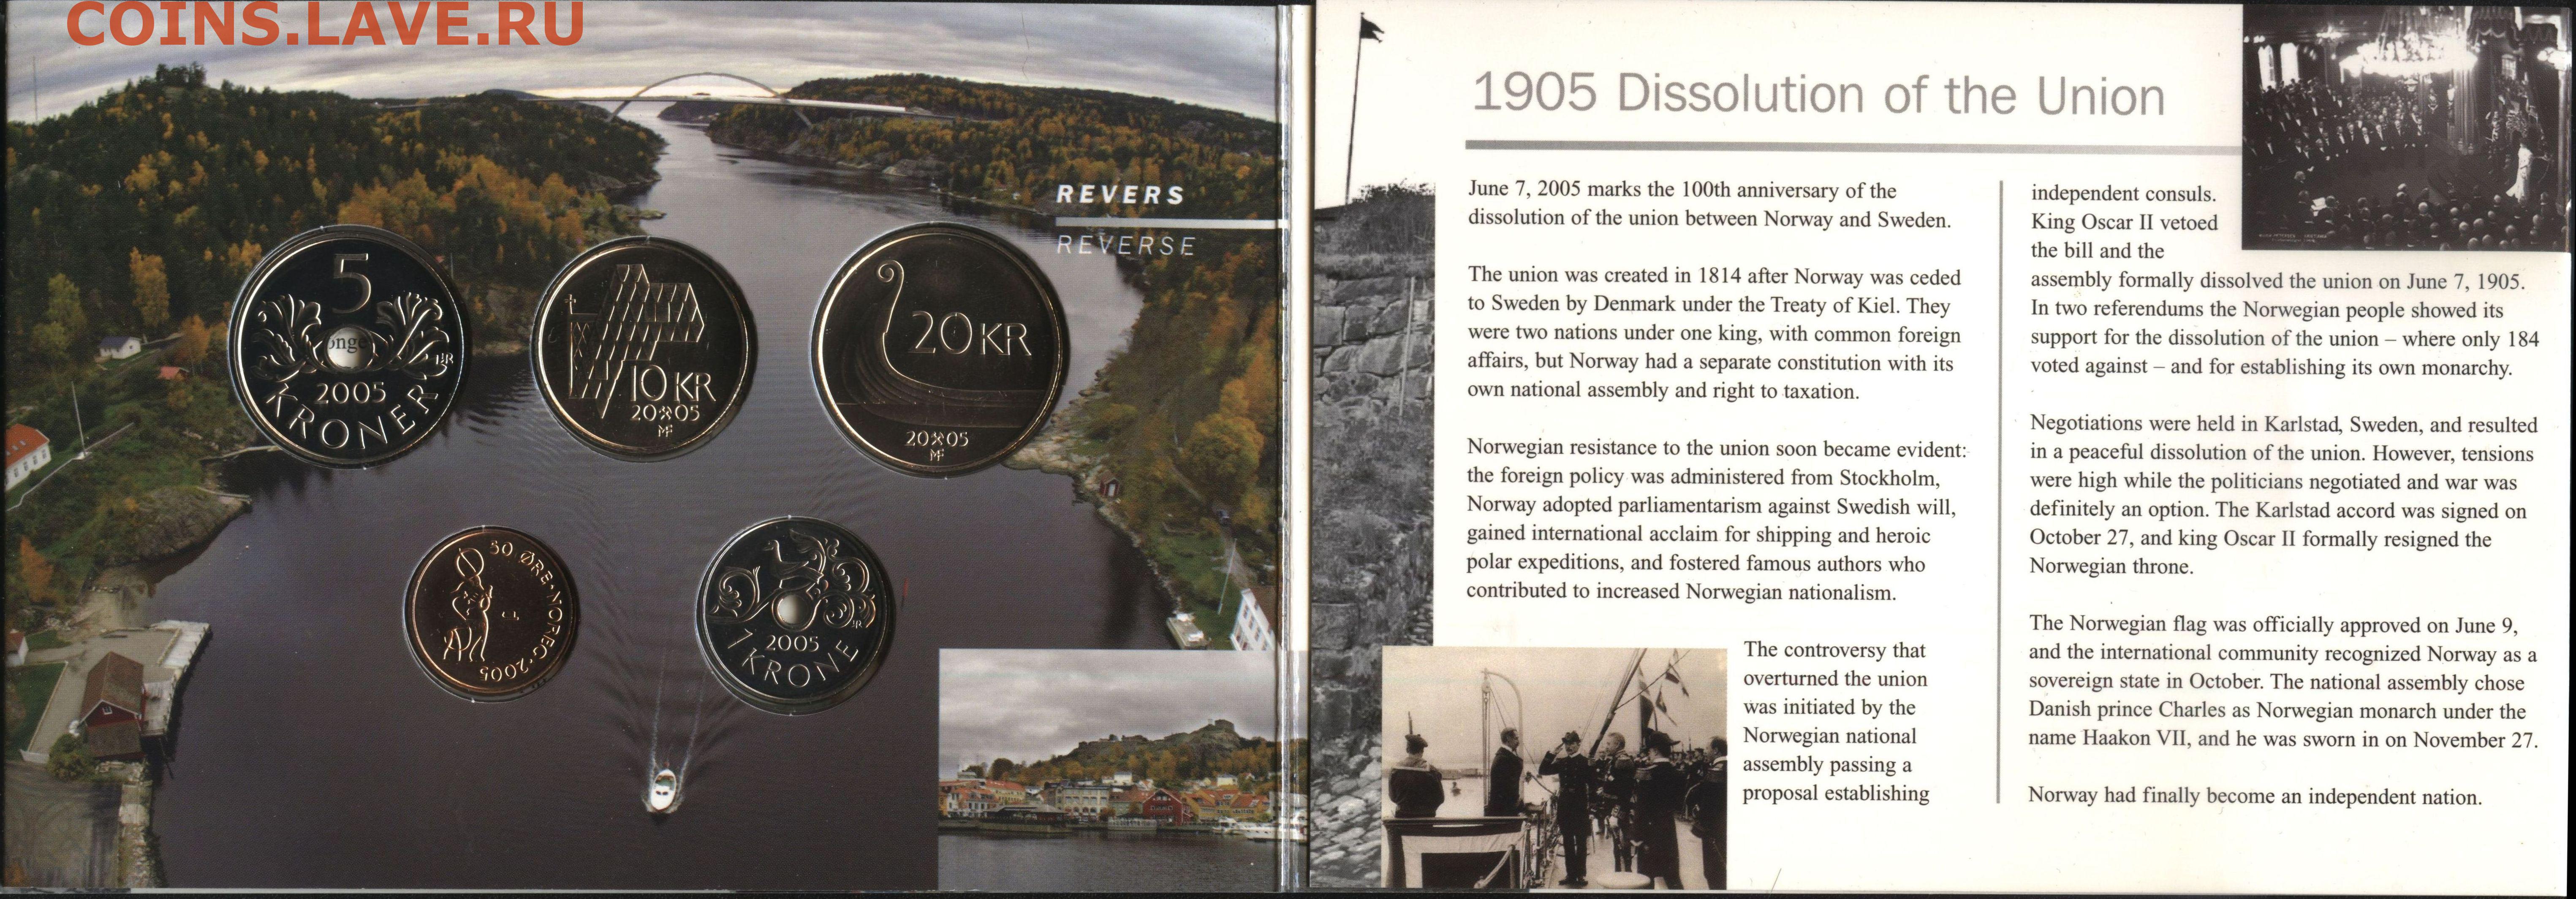 COINS.LAVE.RU
REVERS
REVERSE
5
onge
2005
KRONER
10 KR
20 05
20 KR
20 05
50 ØRE · NORGE · 2005
2005
1 KRONE
1905 Dissolution of the Union
June 7, 2005 marks the 100th anniversary of the
dissolution of the union between Norway and Sweden.
The union was created in 1814 after Norway was ceded
to Sweden by Denmark under the Treaty of Kiel. They
were two nations under one king, with common foreign
affairs, but Norway had a separate constitution with its
own national assembly and right to taxation.
Norwegian resistance to the union soon became evident:
the foreign policy was administered from Stockholm,
Norway adopted parliamentarism against Swedish will,
gained international acclaim for shipping and heroic
polar expeditions, and fostered famous authors who
contributed to increased Norwegian nationalism.
The controversy that
overturned the union
was initiated by the
Norwegian national
assembly passing a
proposal establishing
independent consuls.
King Oscar II vetoed
the bill and the
assembly formally dissolved the union on June 7, 1905.
In two referendums the Norwegian people showed its
support for the dissolution of the union – where only 184
voted against – and for establishing its own monarchy.
Negotiations were held in Karlstad, Sweden, and resulted
in a peaceful dissolution of the union. However, tensions
were high while the politicians negotiated and war was
definitely an option. The Karlstad accord was signed on
October 27, and king Oscar II formally resigned the
Norwegian throne.
The Norwegian flag was officially approved on June 9,
and the international community recognized Norway as a
sovereign state in October. The national assembly chose
Danish prince Charles as Norwegian monarch under the
name Haakon VII, and he was sworn in on November 27.
Norway had finally become an independent nation.